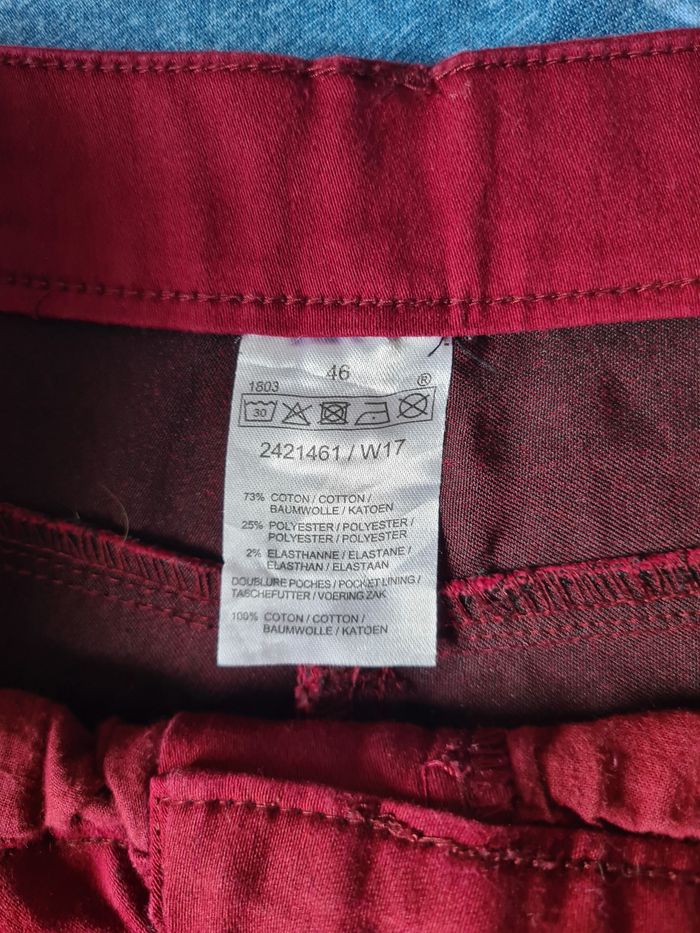 46
1803
®
30
2421461 / W17
73% COTON / COTTON /
BAUMWOLLE / KATOEN
25% POLYESTER / POLYESTER /
POLYESTER / POLYESTER
2% ELASTHANNE / ELASTANE /
ELASTHAN / ELASTAAN
DOUBLURE POCHES / POCKET LINING /
TASCHEFUTTER / VOERING ZAK
100% COTON / COTTON /
BAUMWOLLE / KATOEN